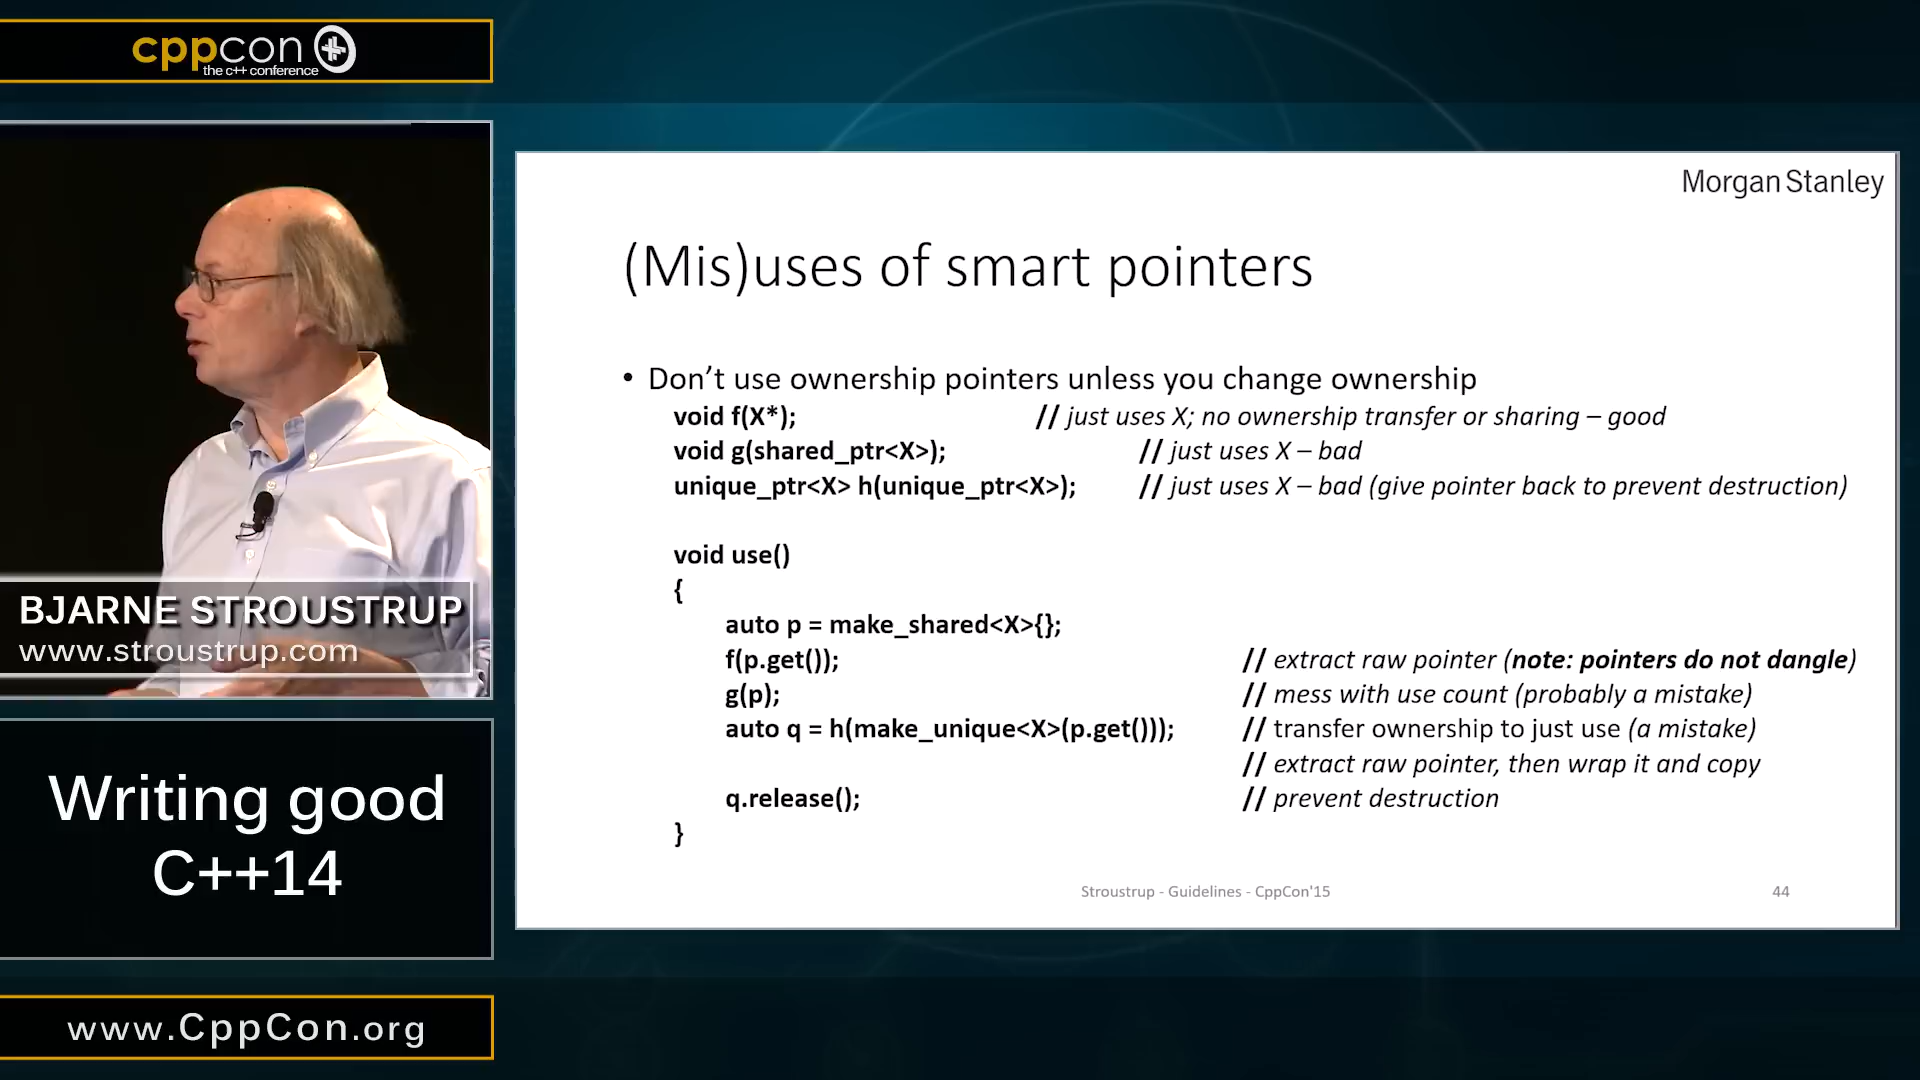 cppcon
the c++ conference
BJARNE STROUSTRUP
www.stroustrup.com
Writing good
C++14
www.CppCon.org
Morgan Stanley
(Mis)uses of smart pointers
• Don’t use ownership pointers unless you change ownership
void f(X*); // just uses X; no ownership transfer or sharing – good
void g(shared_ptr<X>); // just uses X – bad
unique_ptr<X> h(unique_ptr<X>); // just uses X – bad (give pointer back to prevent destruction)
void use()
{
auto p = make_shared<X>{};
f(p.get()); // extract raw pointer (note: pointers do not dangle)
g(p); // mess with use count (probably a mistake)
auto q = h(make_unique<X>(p.get())); // transfer ownership to just use (a mistake)
// extract raw pointer, then wrap it and copy
q.release(); // prevent destruction
}
Stroustrup - Guidelines - CppCon'15
44